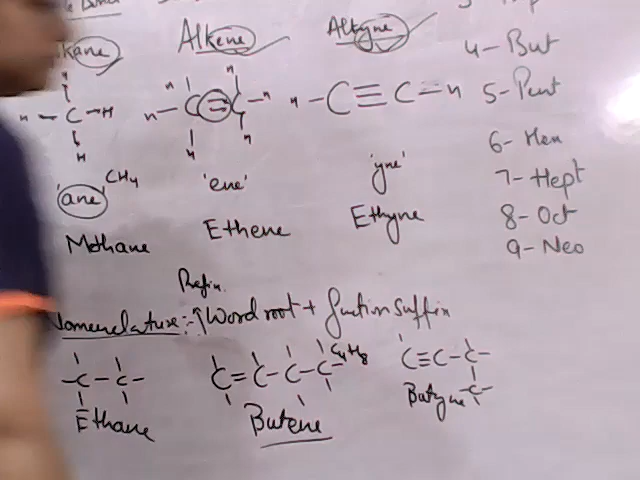 kane Alkene Alkyne
4 - But
5 - Pent
6 - Hex
7 - Hept
8 - Oct
9 - Neo
H
H - C - H
H
H - C = C - H
H H
H - C ≡ C - H
CH4
'ane' 'ene' 'yne'
Methane Ethene Ethyne
Prefix.
Nomenclature:- Word root + function suffix
- C - C -
C = C - C - C - C4H8
C ≡ C - C -
- C -
Ethane Butene Butyne